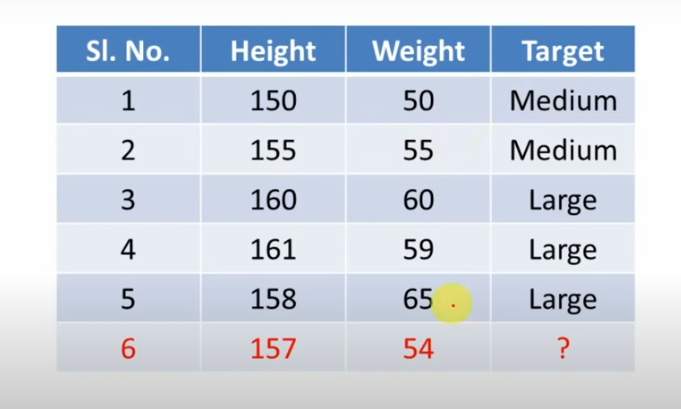 Sl. No. Height Weight Target
1 150 50 Medium
2 155 55 Medium
3 160 60 Large
4 161 59 Large
5 158 65 Large
6 157 54 ?